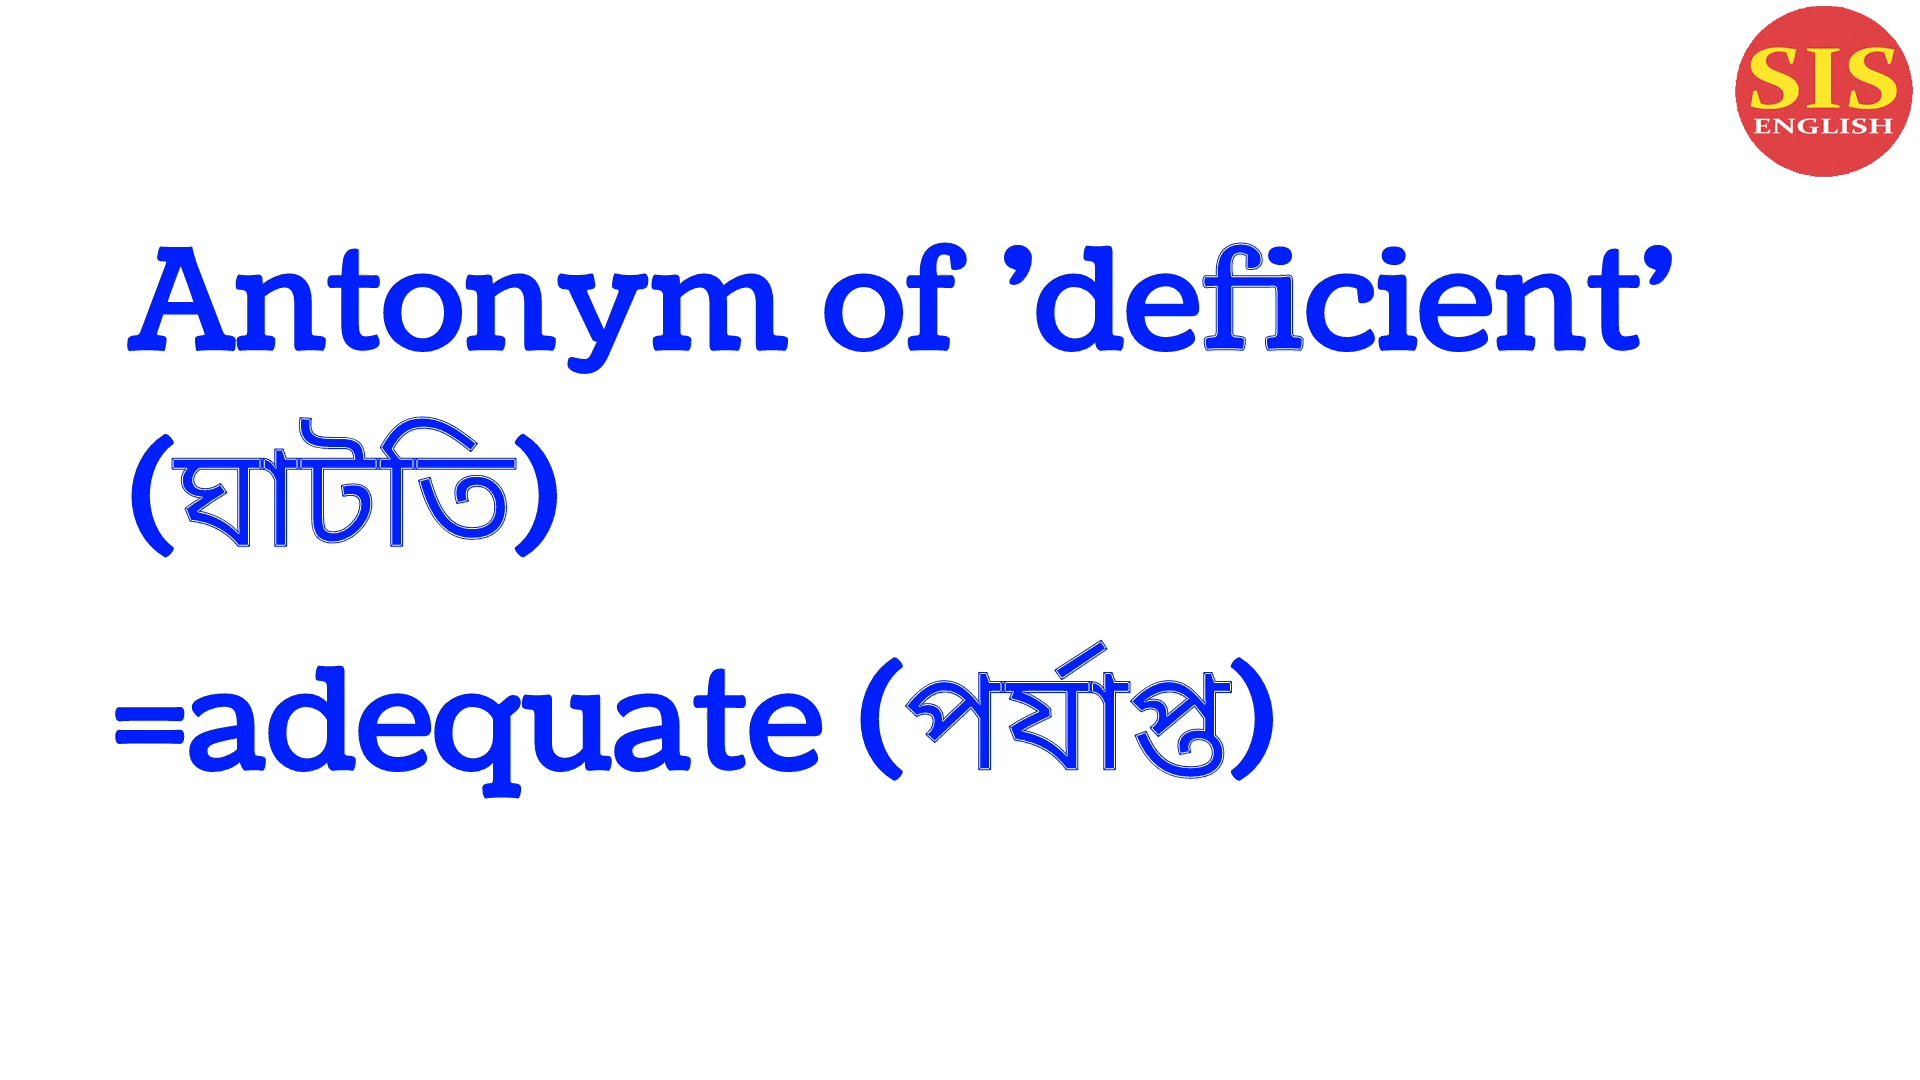 SIS
ENGLISH
Antonym of ’deficient’
(ঘাটতি)
=adequate (পর্যাপ্ত)